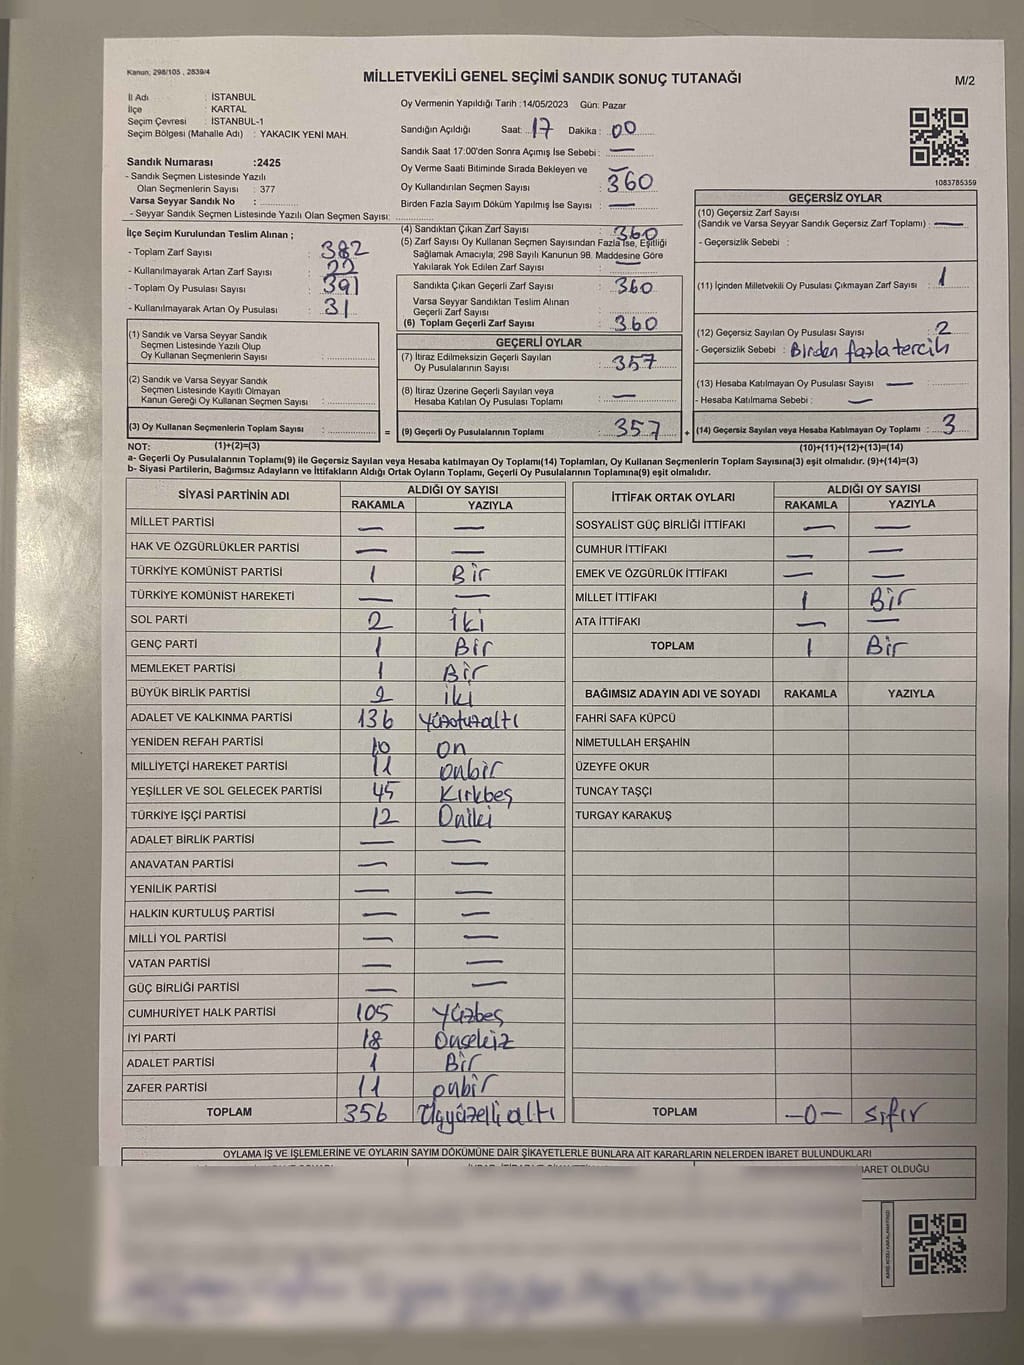 Kanun; 298/105 , 2839/4
MİLLETVEKİLİ GENEL SEÇİMİ SANDIK SONUÇ TUTANAĞI
M/2
İl Adı : İSTANBUL
İlçe : KARTAL
Seçim Çevresi : İSTANBUL-1
Seçim Bölgesi (Mahalle Adı) : YAKACIK YENİ MAH.
Sandık Numarası :2425
- Sandık Seçmen Listesinde Yazılı
Olan Seçmenlerin Sayısı : 377
Varsa Seyyar Sandık No :
- Seyyar Sandık Seçmen Listesinde Yazılı Olan Seçmen Sayısı:
Oy Vermenin Yapıldığı Tarih :14/05/2023 Gün: Pazar
Sandığın Açıldığı Saat: 17 Dakika : 00
Sandık Saat 17:00'den Sonra Açımış İse Sebebi : —
Oy Verme Saati Bitiminde Sırada Bekleyen ve : —
Oy Kullandırılan Seçmen Sayısı : 360
Birden Fazla Sayım Döküm Yapılmış İse Sayısı : —
1083785359
İlçe Seçim Kurulundan Teslim Alınan ;
- Toplam Zarf Sayısı : 382
- Kullanılmayarak Artan Zarf Sayısı : 22
- Toplam Oy Pusulası Sayısı : 391
- Kullanılmayarak Artan Oy Pusulası : 31
(4) Sandıktan Çıkan Zarf Sayısı : 360
(5) Zarf Sayısı Oy Kullanan Seçmen Sayısından Fazla İse, Eşitliği
Sağlamak Amacıyla, 298 Sayılı Kanunun 98. Maddesine Göre
Yakılarak Yok Edilen Zarf Sayısı : —
Sandıkta Çıkan Geçerli Zarf Sayısı : 360
Varsa Seyyar Sandıktan Teslim Alınan
Geçerli Zarf Sayısı :
(6) Toplam Geçerli Zarf Sayısı : 360
GEÇERSİZ OYLAR
(10) Geçersiz Zarf Sayısı
(Sandık ve Varsa Seyyar Sandık Geçersiz Zarf Toplamı) : —
- Geçersizlik Sebebi :
(11) İçinden Milletvekili Oy Pusulası Çıkmayan Zarf Sayısı : 1
(12) Geçersiz Sayılan Oy Pusulası Sayısı : 2
- Geçersizlik Sebebi : Birden fazla tercih
(13) Hesaba Katılmayan Oy Pusulası Sayısı : —
- Hesaba Katılmama Sebebi : —
(14) Geçersiz Sayılan veya Hesaba Katılmayan Oy Toplamı : 3
(1) Sandık ve Varsa Seyyar Sandık
Seçmen Listesinde Yazılı Olup
Oy Kullanan Seçmenlerin Sayısı :
(2) Sandık ve Varsa Seyyar Sandık
Seçmen Listesinde Kayıtlı Olmayan
Kanun Gereği Oy Kullanan Seçmen Sayısı :
(3) Oy Kullanan Seçmenlerin Toplam Sayısı :
=
GEÇERLİ OYLAR
(7) İtiraz Edilmeksizin Geçerli Sayılan
Oy Pusulalarının Sayısı : 357
(8) İtiraz Üzerine Geçerli Sayılan veya
Hesaba Katılan Oy Pusulası Toplamı : —
(9) Geçerli Oy Pusulalarının Toplamı : 357
+
NOT: (1)+(2)=(3) (10)+(11)+(12)+(13)=(14)
a- Geçerli Oy Pusulalarının Toplamı(9) ile Geçersiz Sayılan veya Hesaba katılmayan Oy Toplamı(14) Toplamları, Oy Kullanan Seçmenlerin Toplam Sayısına(3) eşit olmalıdır. (9)+(14)=(3)
b- Siyasi Partilerin, Bağımsız Adayların ve İttifakların Aldığı Ortak Oyların Toplamı, Geçerli Oy Pusulalarının Toplamına(9) eşit olmalıdır.
SİYASİ PARTİNİN ADI ALDIĞI OY SAYISI
RAKAMLA YAZIYLA
MİLLET PARTİSİ — —
HAK VE ÖZGÜRLÜKLER PARTİSİ — —
TÜRKİYE KOMÜNİST PARTİSİ 1 Bir
TÜRKİYE KOMÜNİST HAREKETİ — —
SOL PARTİ 2 İki
GENÇ PARTİ 1 Bir
MEMLEKET PARTİSİ 1 Bir
BÜYÜK BİRLİK PARTİSİ 2 iki
ADALET VE KALKINMA PARTİSİ 136 Yüzotuzaltı
YENİDEN REFAH PARTİSİ 10 on
MİLLİYETÇİ HAREKET PARTİSİ 11 onbir
YEŞİLLER VE SOL GELECEK PARTİSİ 45 Kırkbeş
TÜRKİYE İŞÇİ PARTİSİ 12 Oniki
ADALET BİRLİK PARTİSİ — —
ANAVATAN PARTİSİ — —
YENİLİK PARTİSİ — —
HALKIN KURTULUŞ PARTİSİ — —
MİLLİ YOL PARTİSİ — —
VATAN PARTİSİ — —
GÜÇ BİRLİĞİ PARTİSİ — —
CUMHURİYET HALK PARTİSİ 105 Yüzbeş
İYİ PARTİ 18 Onsekiz
ADALET PARTİSİ 1 Bir
ZAFER PARTİSİ 11 onbir
TOPLAM 356 Üçyüzelli altı
İTTİFAK ORTAK OYLARI ALDIĞI OY SAYISI
RAKAMLA YAZIYLA
SOSYALİST GÜÇ BİRLİĞİ İTTİFAKI — —
CUMHUR İTTİFAKI — —
EMEK VE ÖZGÜRLÜK İTTİFAKI — —
MİLLET İTTİFAKI 1 Bir
ATA İTTİFAKI — —
TOPLAM 1 Bir
BAĞIMSIZ ADAYIN ADI VE SOYADI RAKAMLA YAZIYLA
FAHRİ SAFA KÜPCÜ
NİMETULLAH ERŞAHİN
ÜZEYFE OKUR
TUNCAY TAŞÇI
TURGAY KARAKUŞ
TOPLAM -0- sıfır
OYLAMA İŞ VE İŞLEMLERİNE VE OYLARIN SAYIM DÖKÜMÜNE DAİR ŞİKAYETLERLE BUNLARA AİT KARARLARIN NELERDEN İBARET BULUNDUKLARI
İBARET OLDUĞU